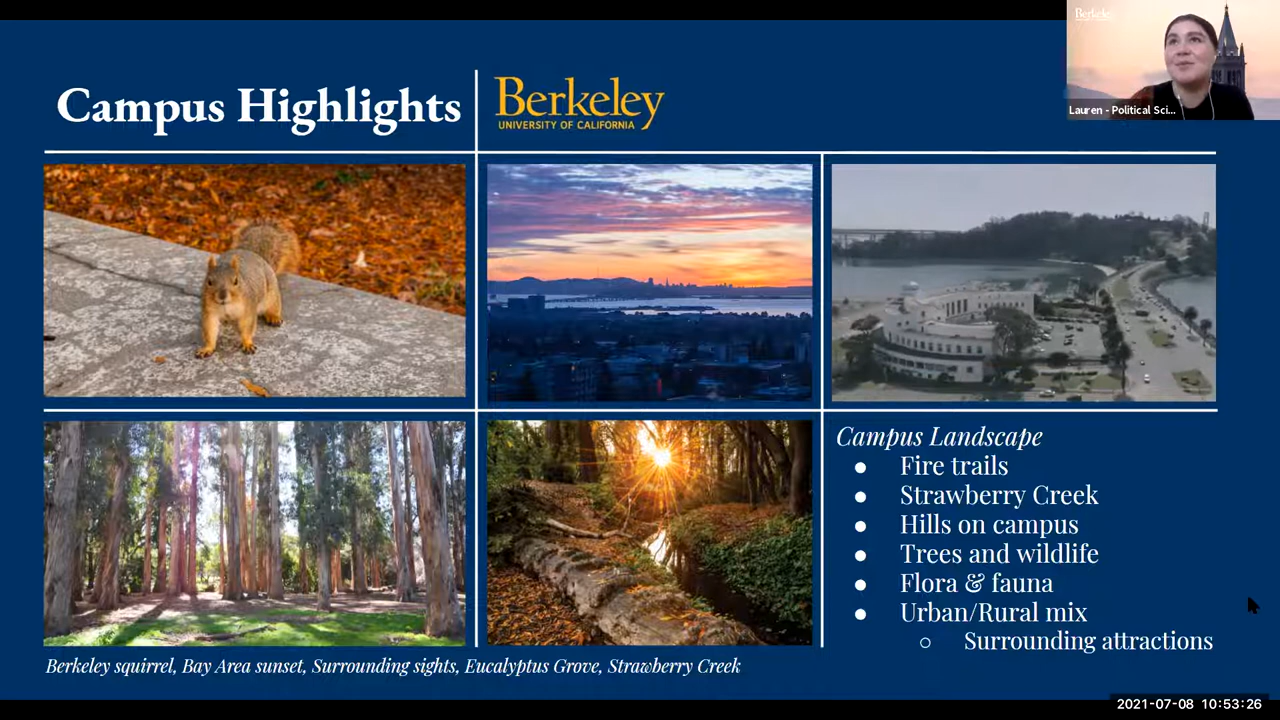 Campus Highlights
Berkeley
UNIVERSITY OF CALIFORNIA
Berkeley
Lauren - Political Sci...
Campus Landscape
● Fire trails
● Strawberry Creek
● Hills on campus
● Trees and wildlife
● Flora & fauna
● Urban/Rural mix
○ Surrounding attractions
Berkeley squirrel, Bay Area sunset, Surrounding sights, Eucalyptus Grove, Strawberry Creek
2021-07-08 10:53:26